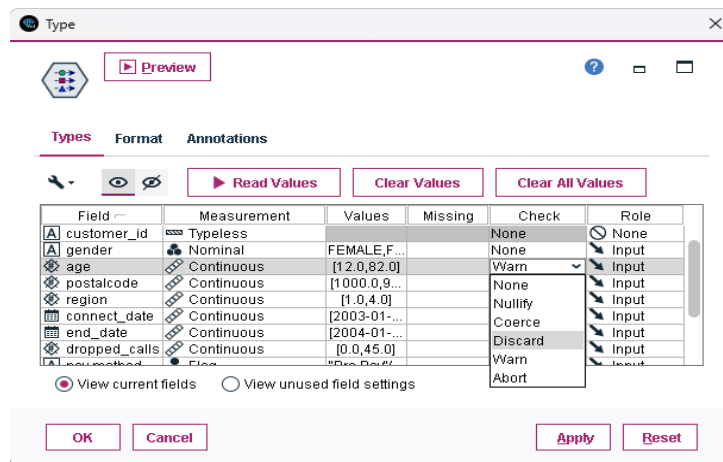 Type
Preview
?
Types Format Annotations
Read Values Clear Values Clear All Values
Field Measurement Values Missing Check Role
A customer_id Typeless None None
A gender Nominal FEMALE,F... None Input
age Continuous [12.0,82.0] Warn Input
postalcode Continuous [1000.0,9... None Input
region Continuous [1.0,4.0] Nullify Input
connect_date Continuous [2003-01-... Coerce Input
end_date Continuous [2004-01-... Discard Input
dropped_calls Continuous [0.0,45.0] Warn Input
Abort
View current fields View unused field settings
OK Cancel Apply Reset